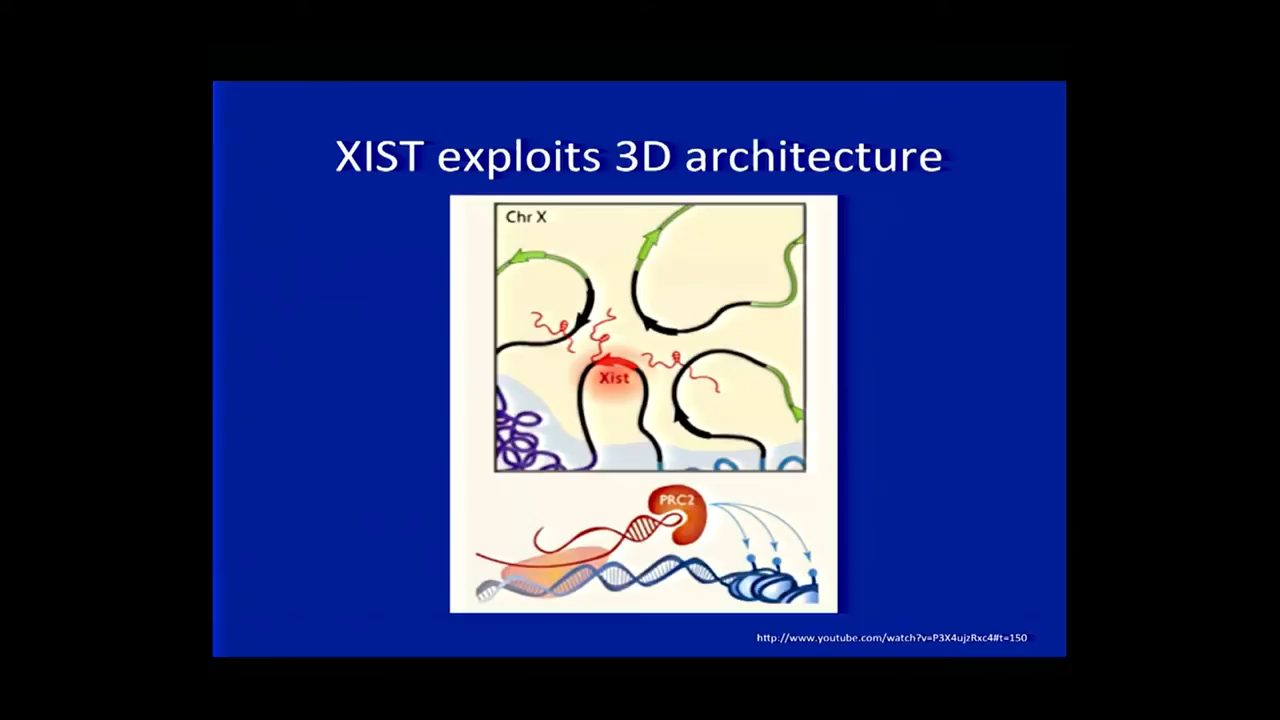 XIST exploits 3D architecture
Chr X
Xist
PRC2
http://www.youtube.com/watch?v=P3X4ujzRxc4#t=150